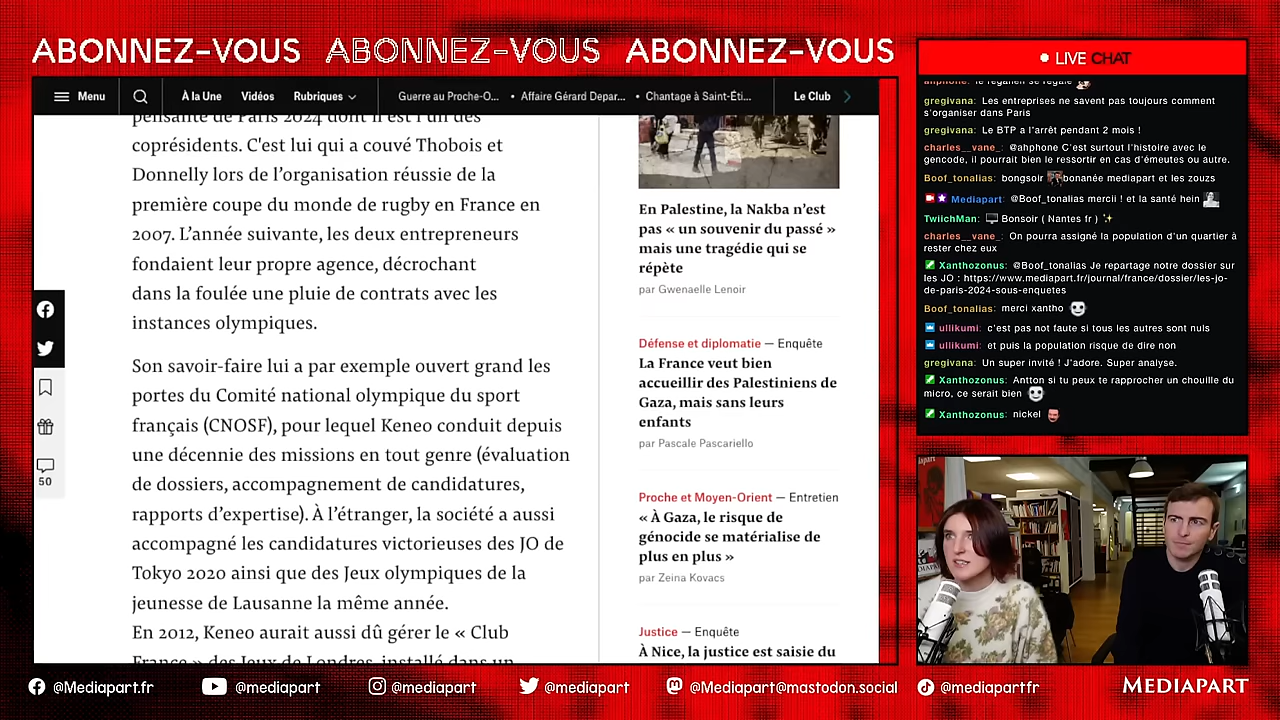 ABONNEZ-VOUS ABONNEZ-VOUS ABONNEZ-VOUS
Menu
À la Une Vidéos Rubriques
Guerre au Proche-O... • Affaire Gérard Depar... • Chantage à Saint-Éti...
Le Club
pensante de Paris 2024 dont il est l'un des
coprésidents. C'est lui qui a couvé Thobois et
Donnelly lors de l'organisation réussie de la
première coupe du monde de rugby en France en
2007. L'année suivante, les deux entrepreneurs
fondaient leur propre agence, décrochant
dans la foulée une pluie de contrats avec les
instances olympiques.
Son savoir-faire lui a par exemple ouvert grand les
portes du Comité national olympique du sport
français (CNOSF), pour lequel Keneo conduit depuis
une décennie des missions en tout genre (évaluation
de dossiers, accompagnement de candidatures,
rapports d'expertise). À l'étranger, la société a aussi
accompagné les candidatures victorieuses des JO de
Tokyo 2020 ainsi que des Jeux olympiques de la
jeunesse de Lausanne la même année.
En 2012, Keneo aurait aussi dû gérer le « Club
France » des Jeux de Londres, installé dans un
50
En Palestine, la Nakba n'est
pas « un souvenir du passé »
mais une tragédie qui se
répète
par Gwenaelle Lenoir
Défense et diplomatie — Enquête
La France veut bien
accueillir des Palestiniens de
Gaza, mais sans leurs
enfants
par Pascale Pascariello
Proche et Moyen-Orient — Entretien
« À Gaza, le risque de
génocide se matérialise de
plus en plus »
par Zeina Kovacs
Justice — Enquête
À Nice, la justice est saisie du
LIVE CHAT
gregivana: Les entreprises ne savent pas toujours comment
s'organiser dans Paris
gregivana: Le BTP a l'arrêt pendant 2 mois !
charles__vane_: @ahphone C'est surtout l'histoire avec le
gencode, il pourrait bien le ressortir en cas d'émeutes ou autre.
Boof_tonalias: bongsoir bonanée mediapart et les zouzs
Mediapart: @Boof_tonalias mercii ! et la santé hein
TwiichMan: Bonsoir ( Nantes fr )
charles__vane_: On pourra assigné la population d'un quartier à
rester chez eux
Xanthozonus: @Boof_tonalias Je repartage notre dossier sur
les JO : https://www.mediapart.fr/journal/france/dossier/les-jo-
de-paris-2024-sous-enquetes
Boof_tonalias: merci xantho
ullikumi: c'est pas not faute si tous les autres sont nuls
ullikumi: et puis la population risque de dire non
gregivana: Un super invité ! J'adore. Super analyse.
Xanthozonus: Antton si tu peux te rapprocher un chouille du
micro, ce serait bien
Xanthozonus: nickel
@Mediapart.fr @mediapart @mediapart @mediapart @Mediapart@mastodon.social @mediapartfr MEDIAPART